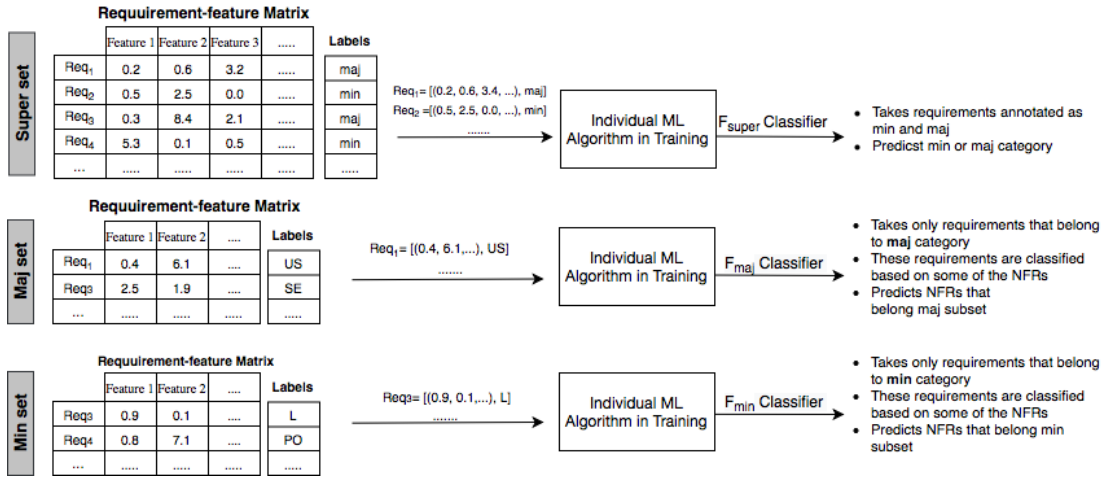 Requuirement-feature Matrix
Super set
Feature 1 Feature 2 Feature 3 ..... Labels
Req1 0.2 0.6 3.2 ..... maj
Req2 0.5 2.5 0.0 ..... min
Req3 0.3 8.4 2.1 ..... maj
Req4 5.3 0.1 0.5 ..... min
... ..... ..... ..... ..... .....
Req1= [(0.2, 0.6, 3.4, ...), maj]
Req2 =[(0.5, 2.5, 0.0, ...), min]
.......
Individual ML
Algorithm in Training
Fsuper Classifier
• Takes requirements annotated as
min and maj
• Predicst min or maj category
Requuirement-feature Matrix
Maj set
Feature 1 Feature 2 .... Labels
Req1 0.4 6.1 .... US
Req3 2.5 1.9 .... SE
... ..... ..... .... .....
Req1= [(0.4, 6.1,...), US]
.......
Individual ML
Algorithm in Training
Fmaj Classifier
• Takes only requirements that belong
to maj category
• These requirements are classified
based on some of the NFRs
• Predicts NFRs that
belong maj subset
Requuirement-feature Matrix
Min set
Feature 1 Feature 2 .... Labels
Req3 0.9 0.1 .... L
Req4 0.8 7.1 .... PO
... ..... ..... .... .....
Req3= [(0.9, 0.1,...), L]
.......
Individual ML
Algorithm in Training
Fmin Classifier
• Takes only requirements that belong
to min category
• These requirements are classified
based on some of the NFRs
• Predicts NFRs that belong min
subset